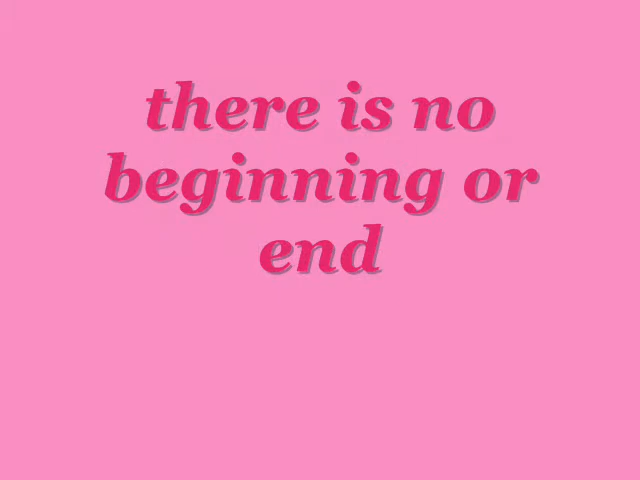 there is no
beginning or
end